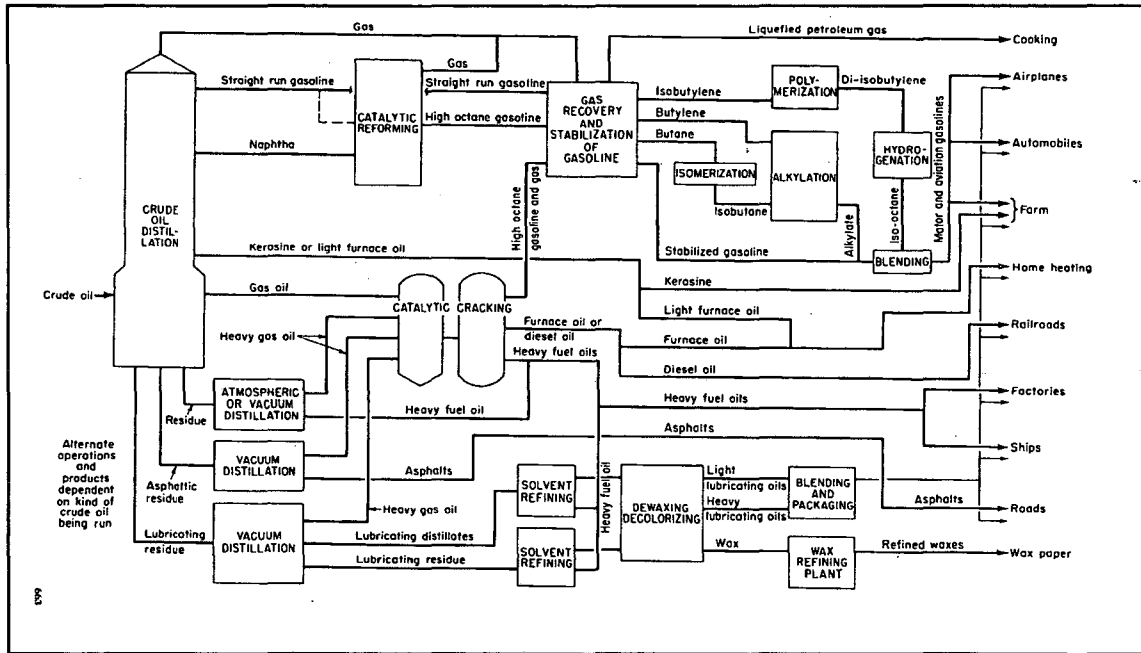 Gas
Liquefied petroleum gas
Cooking
Gas
Straight run gasoline
Straight run gasoline
CATALYTIC
REFORMING
High octane gasoline
Naphtha
GAS
RECOVERY
AND
STABILIZATION
OF
GASOLINE
Isobutylene
POLY-
MERIZATION
Di-isobutylene
Airplanes
Butylene
Butane
ISOMERIZATION
Isobutane
ALKYLATION
HYDRO-
GENATION
Motor and aviation gasolines
Automobiles
Farm
Alkylate
Iso-octane
BLENDING
Stabilized gasoline
High octane
gasoline and gas
CRUDE
OIL
DISTIL-
LATION
Kerosine or light furnace oil
Kerosine
Home heating
Crude oil
Gas oil
CATALYTIC
CRACKING
Light furnace oil
Furnace oil or
diesel oil
Furnace oil
Railroads
Heavy gas oil
Heavy fuel oils
Diesel oil
ATMOSPHERIC
OR VACUUM
DISTILLATION
Residue
Heavy fuel oil
Heavy fuel oils
Factories
Alternate
operations
and
products
dependent
on kind of
crude oil
being run
VACUUM
DISTILLATION
Asphaltic
residue
Asphalts
Asphalts
Ships
Heavy gas oil
SOLVENT
REFINING
Heavy fuel oil
DEWAXING
DECOLORIZING
Light
lubricating oils
Heavy
lubricating oils
BLENDING
AND
PACKAGING
Asphalts
Roads
Lubricating
residue
VACUUM
DISTILLATION
Lubricating distillates
Lubricating residue
SOLVENT
REFINING
Wax
WAX
REFINING
PLANT
Refined waxes
Wax paper